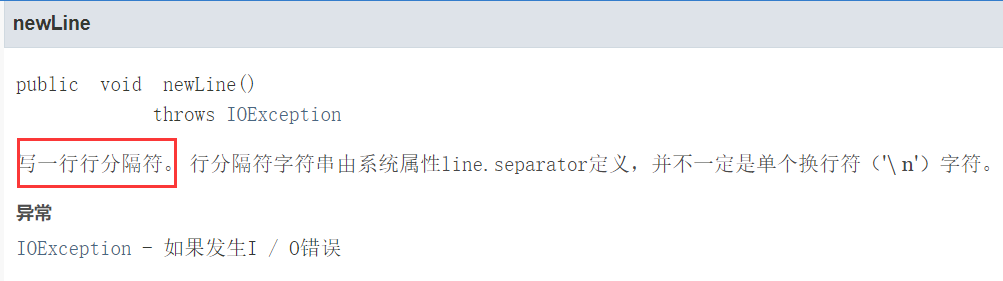 newLine
public void newLine()
throws IOException
写一行行分隔符。 行分隔符字符串由系统属性line.separator定义，并不一定是单个换行符（'\ n'）字符。
异常
IOException - 如果发生I / O错误